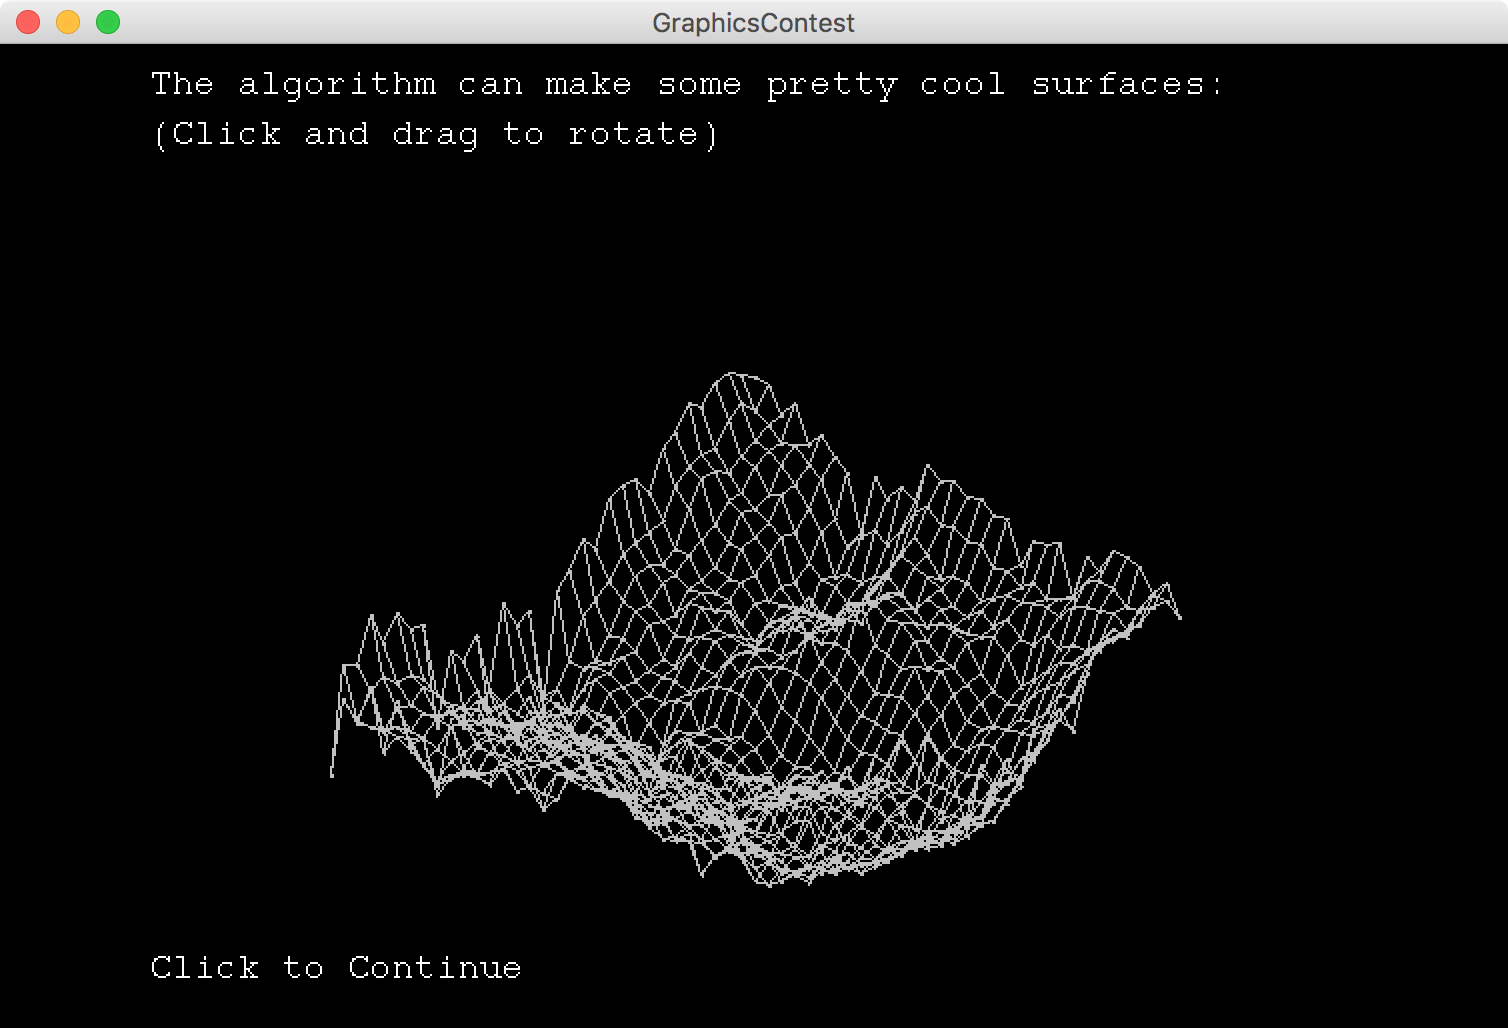 GraphicsContest
The algorithm can make some pretty cool surfaces:
(Click and drag to rotate)
Click to Continue